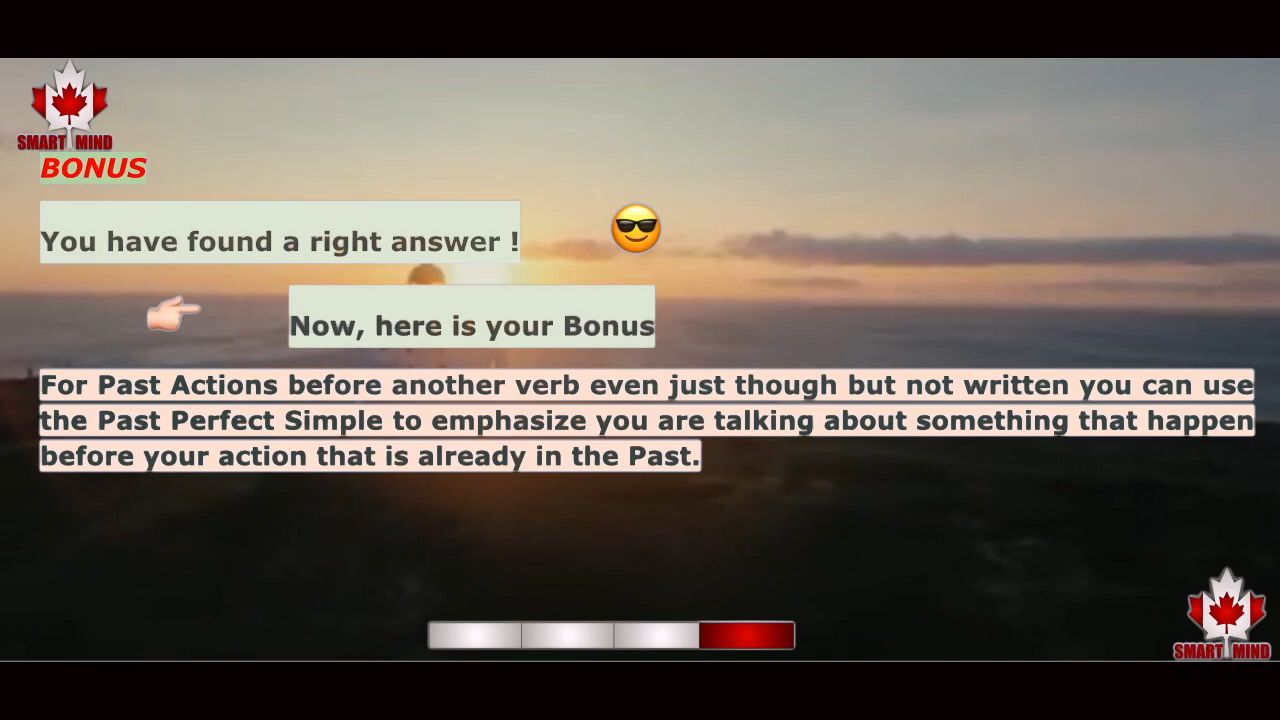 SMART MIND
BONUS
You have found a right answer !
Now, here is your Bonus
For Past Actions before another verb even just though but not written you can use
the Past Perfect Simple to emphasize you are talking about something that happen
before your action that is already in the Past.
SMART MIND